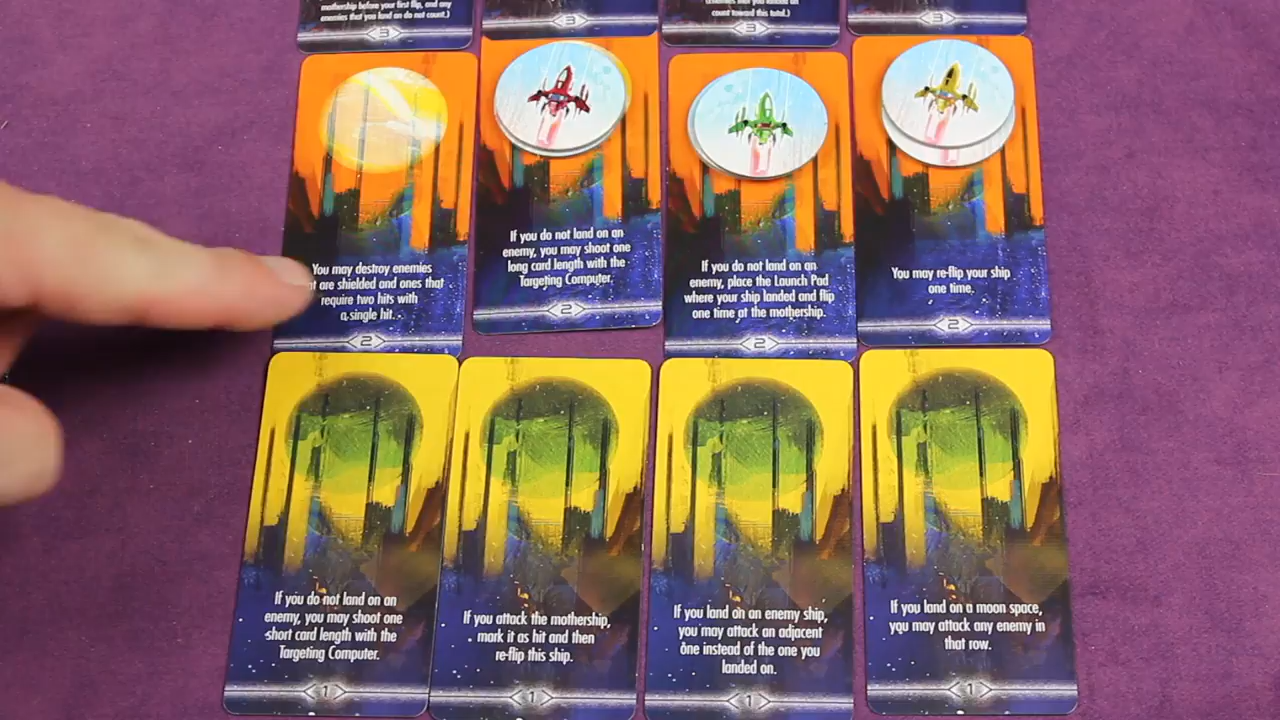 mothership before your first flip, and any
enemies that you land on do not count.)
3
3
count toward this total.)
3
3
You may destroy enemies
are shielded and ones that
require two hits with
a single hit.
2
If you do not land on an
enemy, you may shoot one
long card length with the
Targeting Computer.
2
If you do not land on an
enemy, place the Launch Pad
where your ship landed and flip
one time at the mothership.
2
You may re-flip your ship
one time.
2
If you do not land on an
enemy, you may shoot one
short card length with the
Targeting Computer.
1
If you attack the mothership,
mark it as hit and then
re-flip this ship.
1
If you land on an enemy ship,
you may attack an adjacent
one instead of the one you
landed on.
1
If you land on a moon space,
you may attack any enemy in
that row.
1